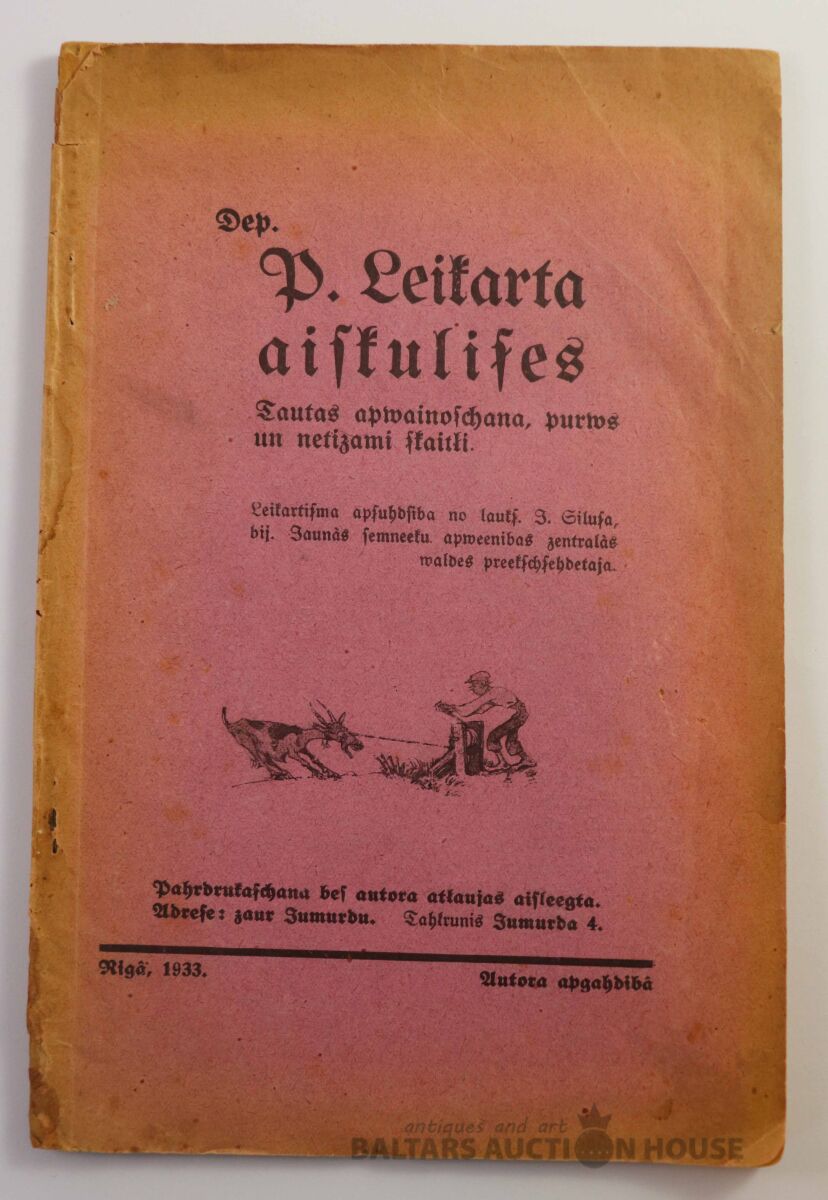 Dep.
P. Leikarta
aiſkuliſes
Tautas apwainoſchana, purws
un netizami ſkaitļi.
Leikartiſma apſuhdſiba no laukſ. J. Siluſa,
bij. Jaunàs ſemneeku apweenibas zentralàs
waldes preekſchſehdetaja.
Pahrdrukaſchana beſ autora atļaujas aiſleegta.
Adreſe: zaur Jumurdu. Tahlrunis Jumurda 4.
Rigâ, 1933.
Autora apgahdibâ
antiques and art
BALTARS AUCTION HOUSE